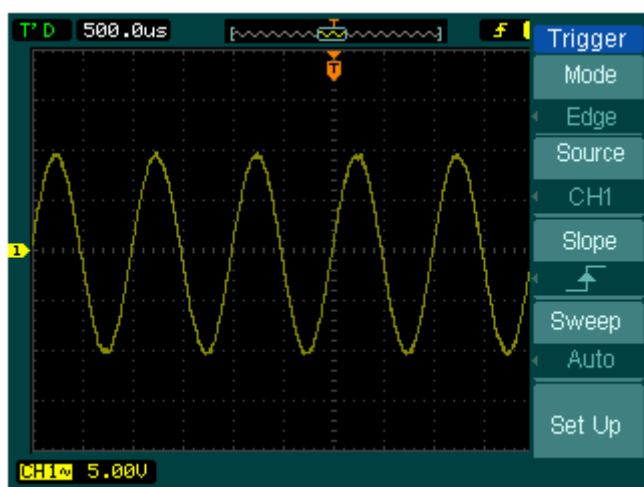 T'D 500.0us
T
T
1
CH1~ 5.00V
Trigger
Mode
Edge
Source
CH1
Slope
Sweep
Auto
Set Up